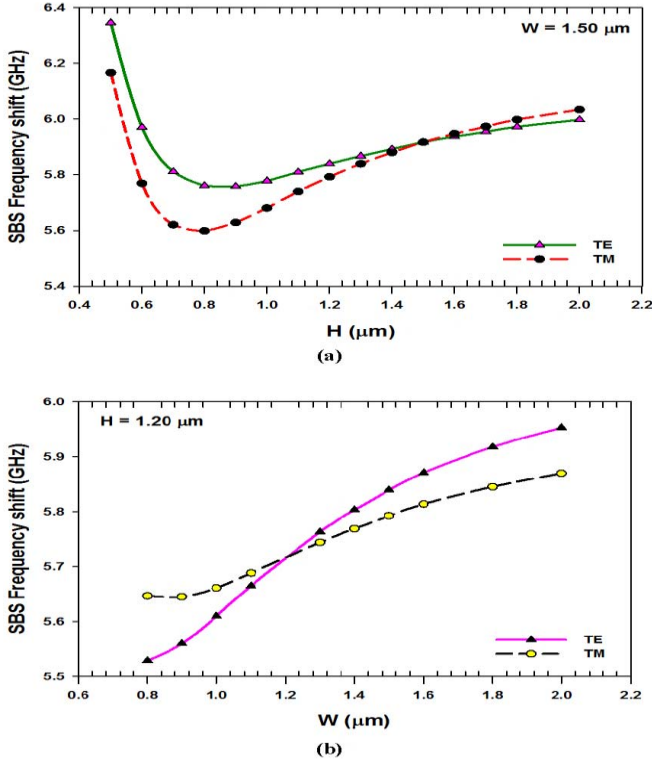 W = 1.50 μm
SBS Frequency shift (GHz)
6.4
6.2
6.0
5.8
5.6
5.4
TE
TM
0.4 0.6 0.8 1.0 1.2 1.4 1.6 1.8 2.0 2.2
H (μm)
(a)
H = 1.20 μm
SBS Frequency shift (GHz)
6.0
5.9
5.8
5.7
5.6
5.5
TE
TM
0.6 0.8 1.0 1.2 1.4 1.6 1.8 2.0 2.2
W (μm)
(b)